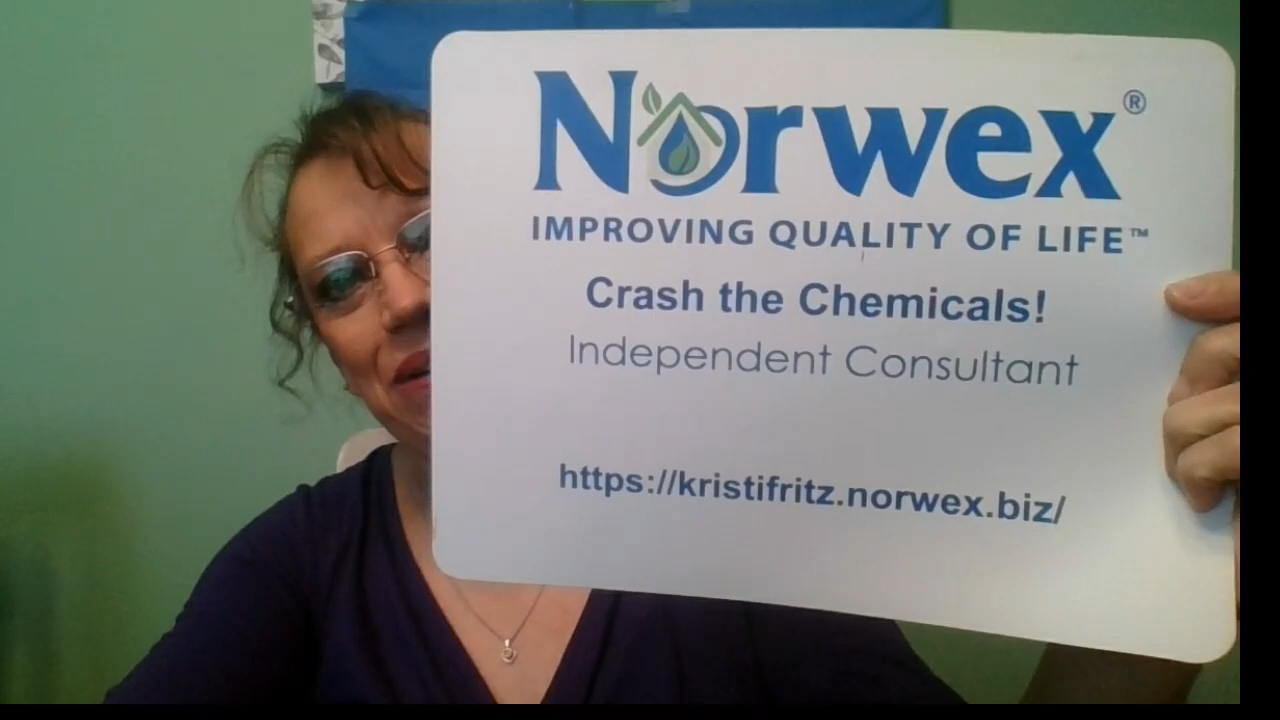 Norwex®
IMPROVING QUALITY OF LIFE™
Crash the Chemicals!
Independent Consultant
https://kristifritz.norwex.biz/